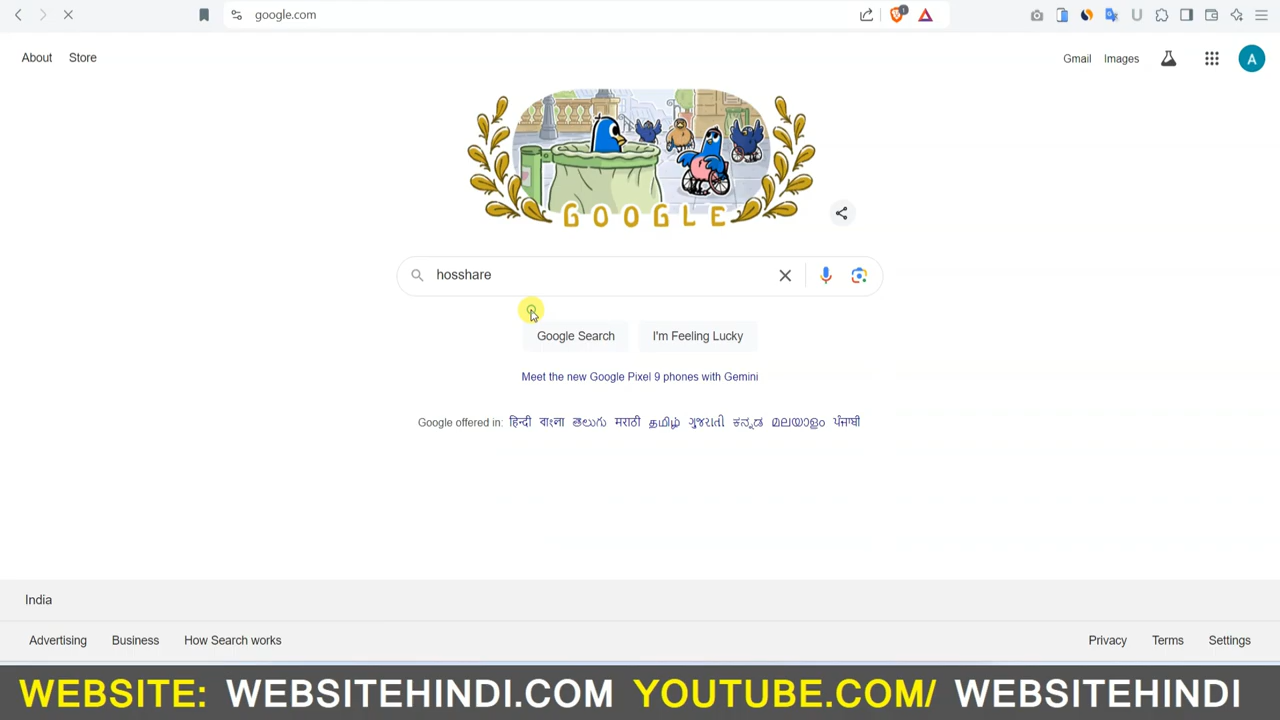 google.com
1
About Store
Gmail Images
A
GOOGLE
hosshare
Google Search I'm Feeling Lucky
Meet the new Google Pixel 9 phones with Gemini
Google offered in: हिन्दी বাংলা తెలుగు मराठी தமிழ் ગુજરાતી ಕನ್ನಡ മലയാളം ਪੰਜਾਬੀ
India
Advertising Business How Search works
Privacy Terms Settings
WEBSITE: WEBSITEHINDI.COM YOUTUBE.COM/ WEBSITEHINDI